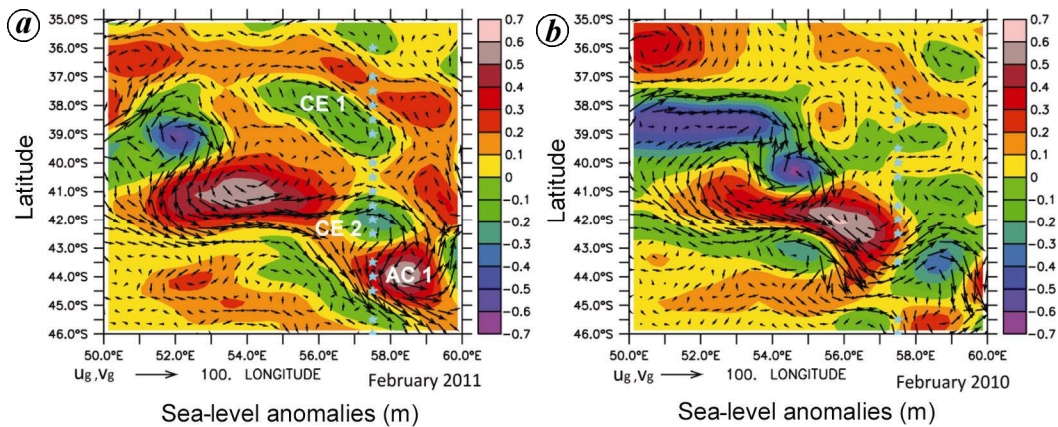 a
35.0°S
36.0°S
37.0°S
38.0°S
39.0°S
40.0°S
41.0°S
42.0°S
43.0°S
44.0°S
45.0°S
46.0°S
Latitude
CE 1
CE 2
AC 1
50.0°E 52.0°E 54.0°E 56.0°E 58.0°E 60.0°E
0.7
0.6
0.5
0.4
0.3
0.2
0.1
0
-0.1
-0.2
-0.3
-0.4
-0.5
-0.6
-0.7
ug,vg 100. LONGITUDE
February 2011
Sea-level anomalies (m)
b
35.0°S
36.0°S
37.0°S
38.0°S
39.0°S
40.0°S
41.0°S
42.0°S
43.0°S
44.0°S
45.0°S
46.0°S
Latitude
50.0°E 52.0°E 54.0°E 56.0°E 58.0°E 60.0°E
0.7
0.6
0.5
0.4
0.3
0.2
0.1
0
-0.1
-0.2
-0.3
-0.4
-0.5
-0.6
-0.7
ug,vg 100. LONGITUDE
February 2010
Sea-level anomalies (m)